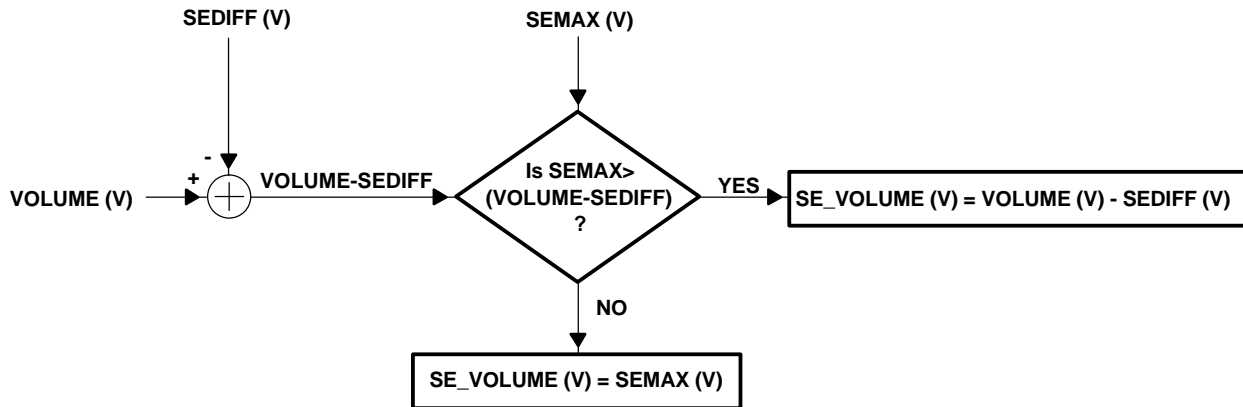 SEDIFF (V)
SEMAX (V)
-
+
VOLUME (V)
VOLUME-SEDIFF
Is SEMAX>
(VOLUME-SEDIFF)
?
YES
SE_VOLUME (V) = VOLUME (V) - SEDIFF (V)
NO
SE_VOLUME (V) = SEMAX (V)